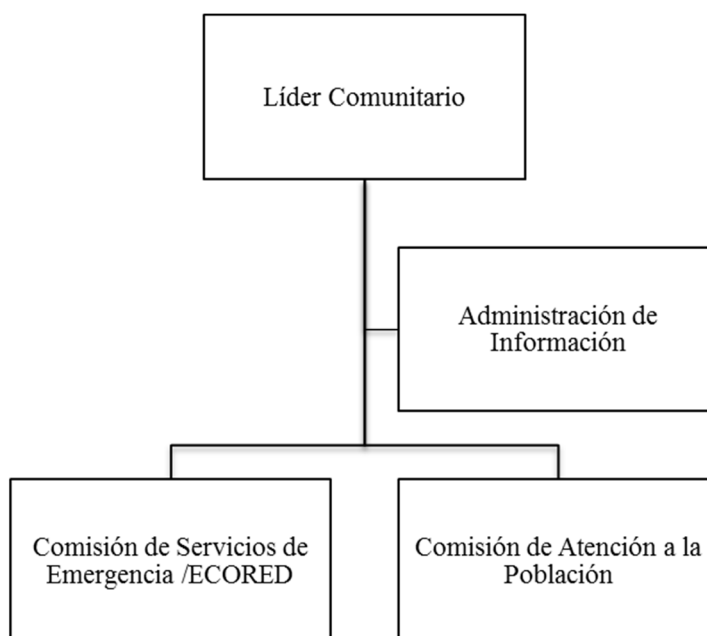 Líder Comunitario
Administración de
Información
Comisión de Servicios de
Emergencia /ECORED
Comisión de Atención a la
Población